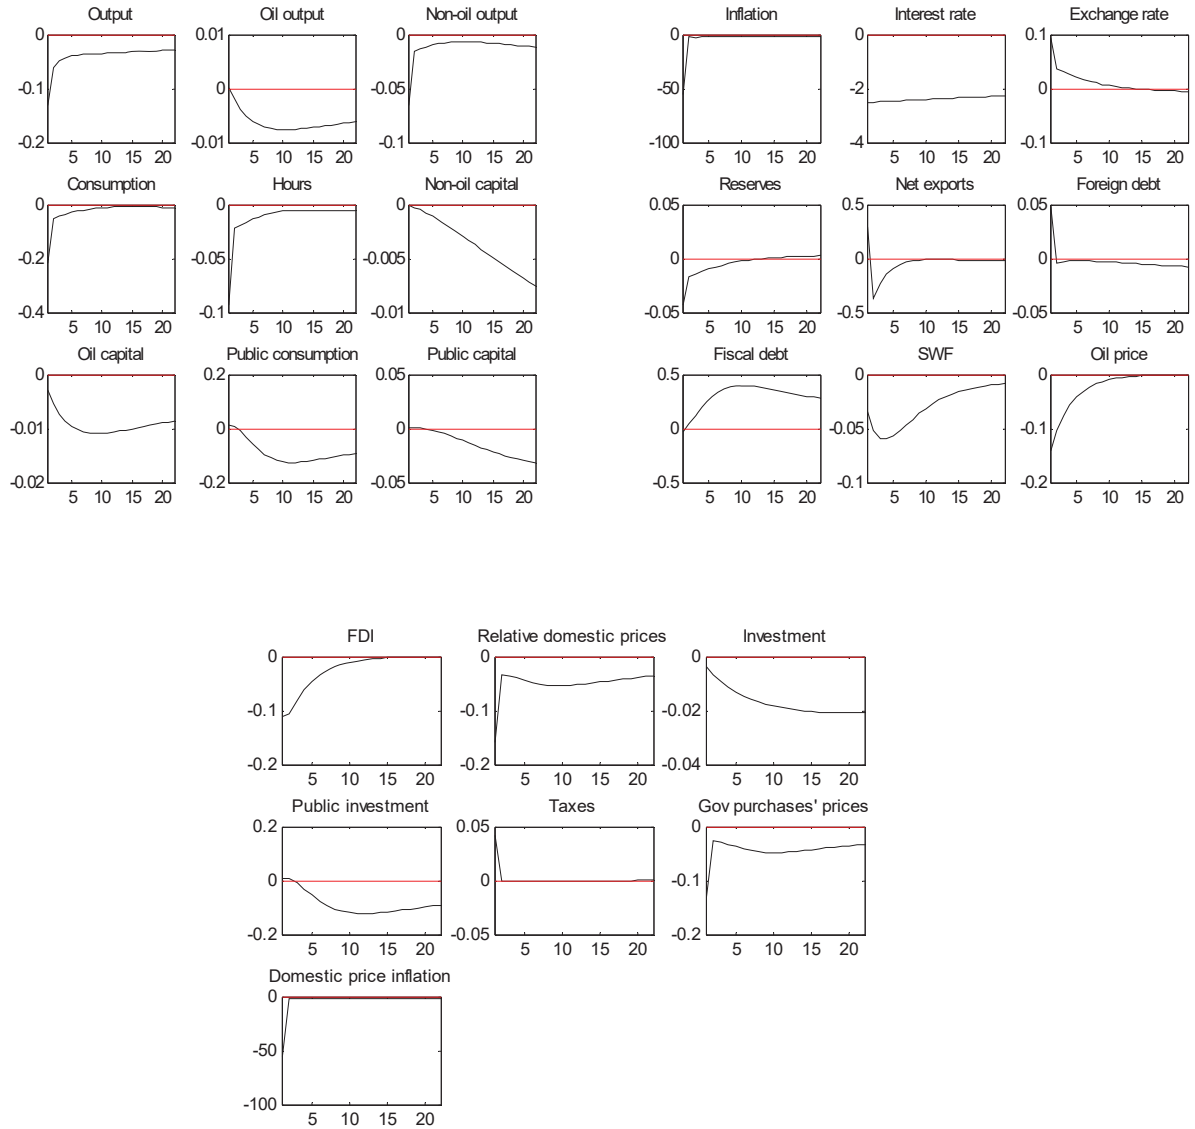 Output Oil output Non-oil output Inflation Interest rate Exchange rate
0 0.01 0 0 0 0.1
-0.1 0 -0.05 -50 -2 0
-0.2 -0.01 -0.1 -100 -4 0.1
5 10 15 20 5 10 15 20 5 10 15 20 5 10 15 20 5 10 15 20 5 10 15 20
Consumption Hours Non-oil capital Reserves Net exports Foreign debt
0 0 0 0.05 0.5 0.05
-0.2 -0.05 -0.005 0 0 0
-0.4 -0.1 -0.01 -0.05 -0.5 0.05
5 10 15 20 5 10 15 20 5 10 15 20 5 10 15 20 5 10 15 20 5 10 15 20
Oil capital Public consumption Public capital Fiscal debt SWF Oil price
0 0.2 0.05 0.5 0 0
-0.01 0 0 0 -0.05 -0.1
-0.02 -0.2 0.05 -0.5 -0.1 -0.2
5 10 15 20 5 10 15 20 5 10 15 20 5 10 15 20 5 10 15 20 5 10 15 20
FDI Relative domestic prices Investment
0 0 0
-0.1 -0.1 -0.02
-0.2 -0.2 -0.04
5 10 15 20 5 10 15 20 5 10 15 20
Public investment Taxes Gov purchases' prices
0.2 0.05 0
0 0 -0.1
-0.2 -0.05 -0.2
5 10 15 20 5 10 15 20 5 10 15 20
Domestic price inflation
0
-50
-100
5 10 15 20